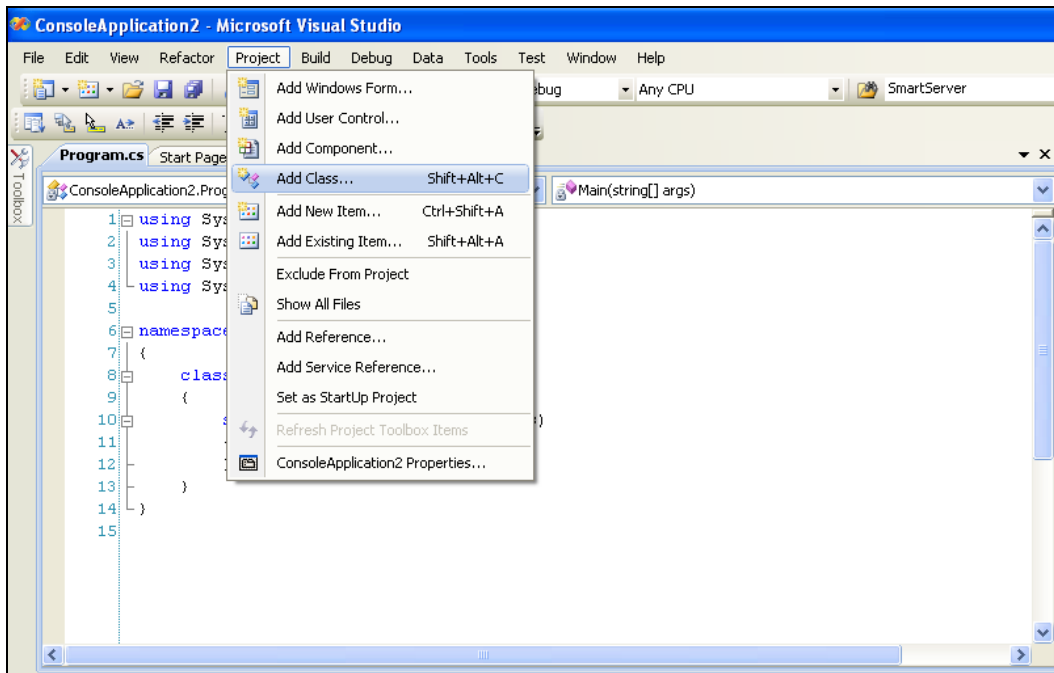 ConsoleApplication2 - Microsoft Visual Studio
File Edit View Refactor Project Build Debug Data Tools Test Window Help
Any CPU SmartServer
Toolbox
Program.cs Start Page
Main(string[] args)
Add Windows Form...
Add User Control...
Add Component...
Add Class... Shift+Alt+C
Add New Item... Ctrl+Shift+A
Add Existing Item... Shift+Alt+A
Exclude From Project
Show All Files
Add Reference...
Add Service Reference...
Set as StartUp Project
Refresh Project Toolbox Items
ConsoleApplication2 Properties...
1 using Sys
2 using Sys
3 using Sys
4 using Sys
5
6 namespace
7 {
8 class
9 {
10
11
12
13 }
14 }
15